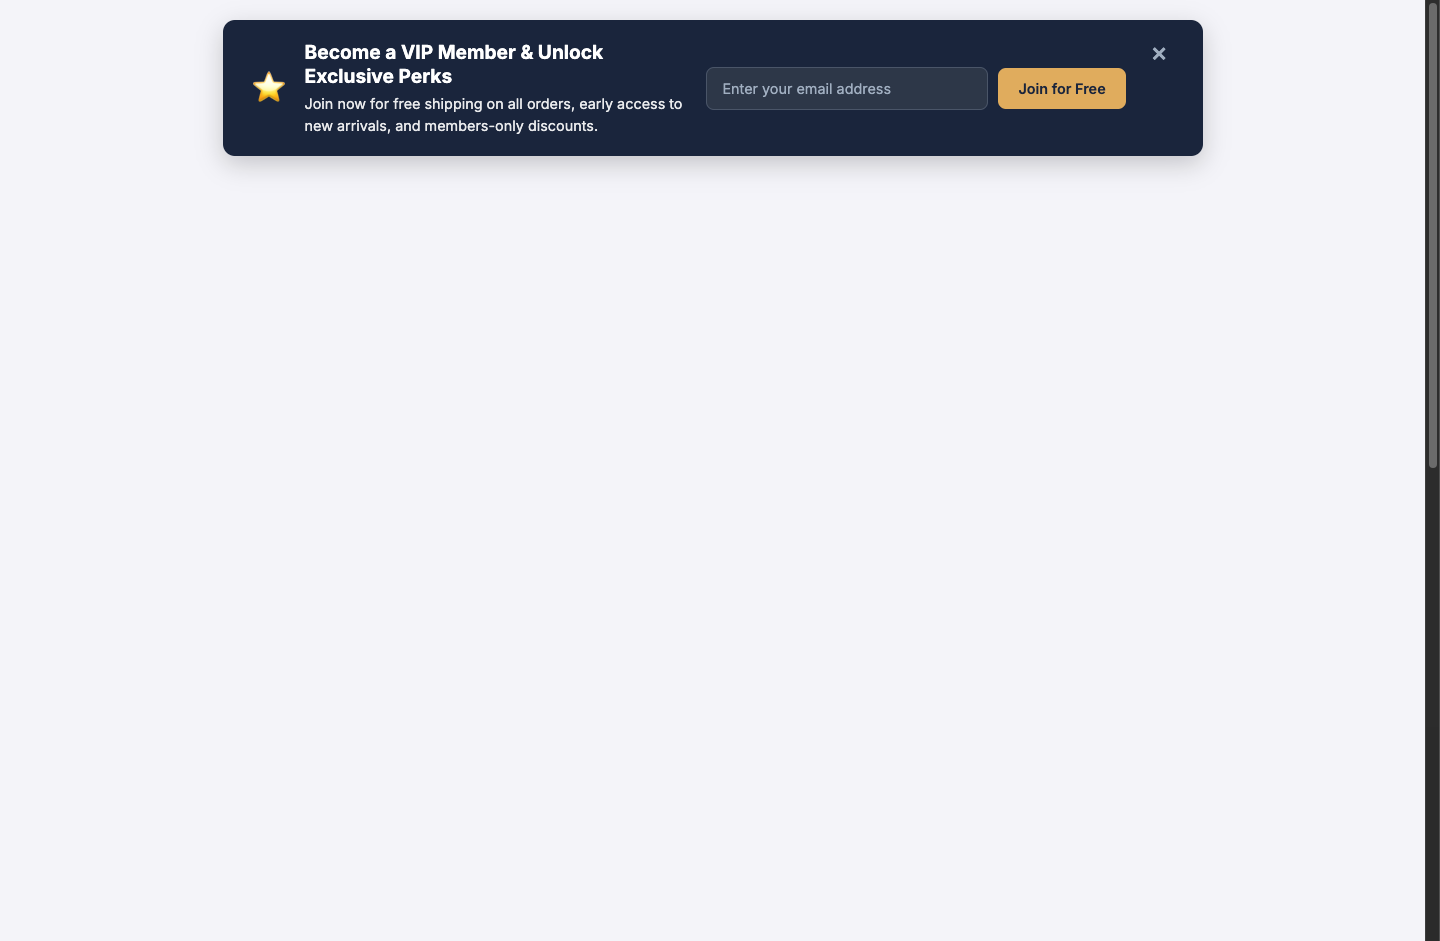 Become a VIP Member & Unlock
Exclusive Perks
Join now for free shipping on all orders, early access to
new arrivals, and members-only discounts.
Enter your email address
Join for Free
×